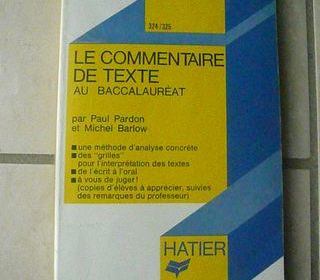 324/325
LE COMMENTAIRE
DE TEXTE
AU BACCALAURÉAT
par Paul Pardon
et Michel Barlow
■ une méthode d'analyse concrète
■ des "grilles"
pour l'interprétation des textes
■ de l'écrit à l'oral
■ à vous de juger!
(copies d'élèves à apprécier, suivies
des remarques du professeur)
HATIER